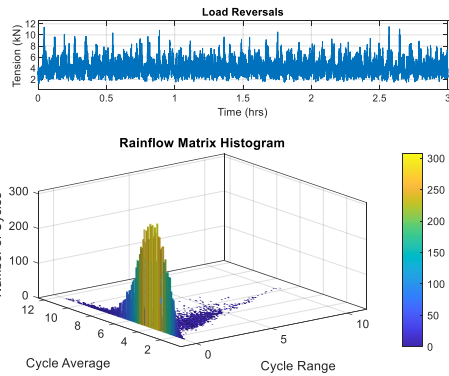 Load Reversals
Tension (kN)
12
10
8
6
4
2
0 0.5 1 1.5 2 2.5 3
Time (hrs)
Rainflow Matrix Histogram
300
200
100
0
12 10 8 6 4 2
0 5 10
Cycle Average
Cycle Range
300
250
200
150
100
50
0